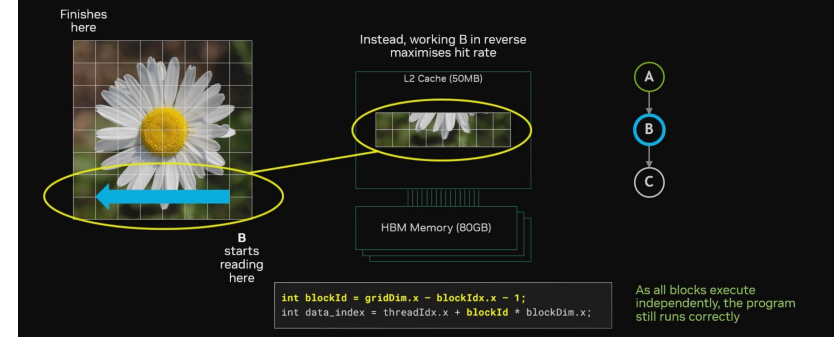 Finishes
here
Instead, working B in reverse
maximises hit rate
L2 Cache (50MB)
A
B
C
HBM Memory (80GB)
B
starts
reading
here
int blockId = gridDim.x - blockIdx.x - 1;
int data_index = threadIdx.x + blockId * blockDim.x;
As all blocks execute
independently, the program
still runs correctly